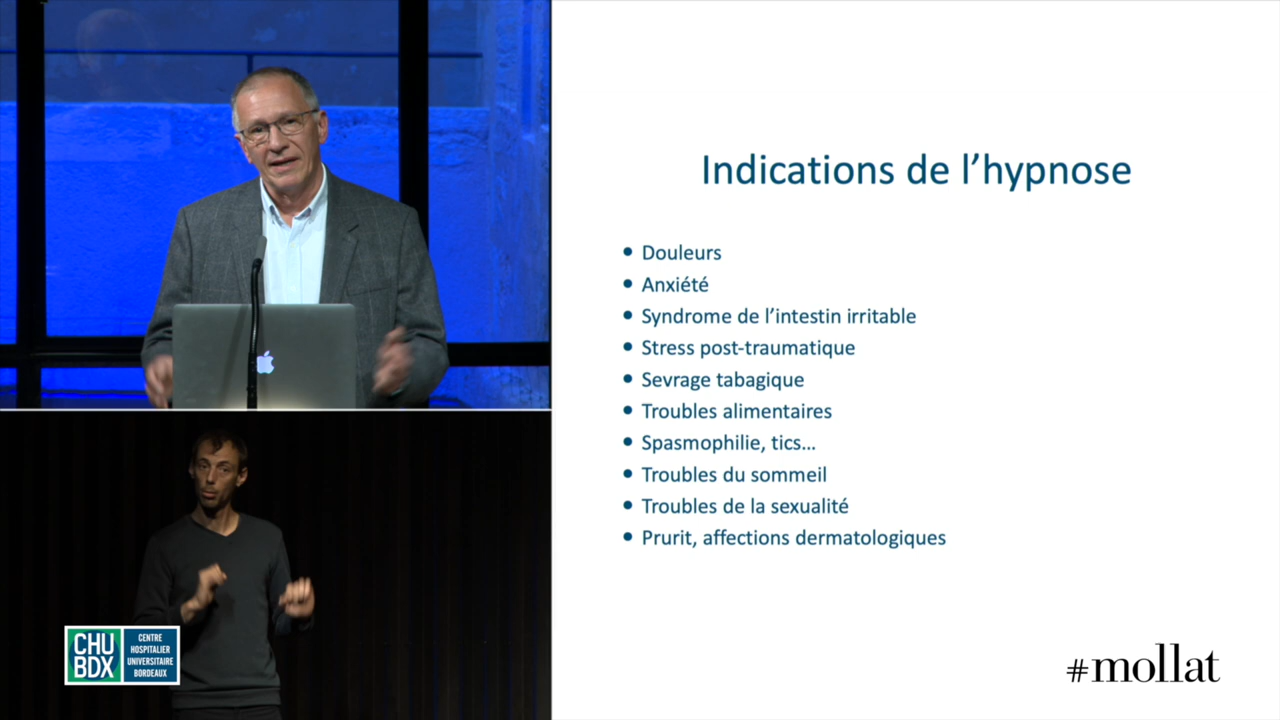 Indications de l'hypnose
• Douleurs
• Anxiété
• Syndrome de l'intestin irritable
• Stress post-traumatique
• Sevrage tabagique
• Troubles alimentaires
• Spasmophilie, tics...
• Troubles du sommeil
• Troubles de la sexualité
• Prurit, affections dermatologiques
CHU
BDX
CENTRE
HOSPITALIER
UNIVERSITAIRE
BORDEAUX
#mollat